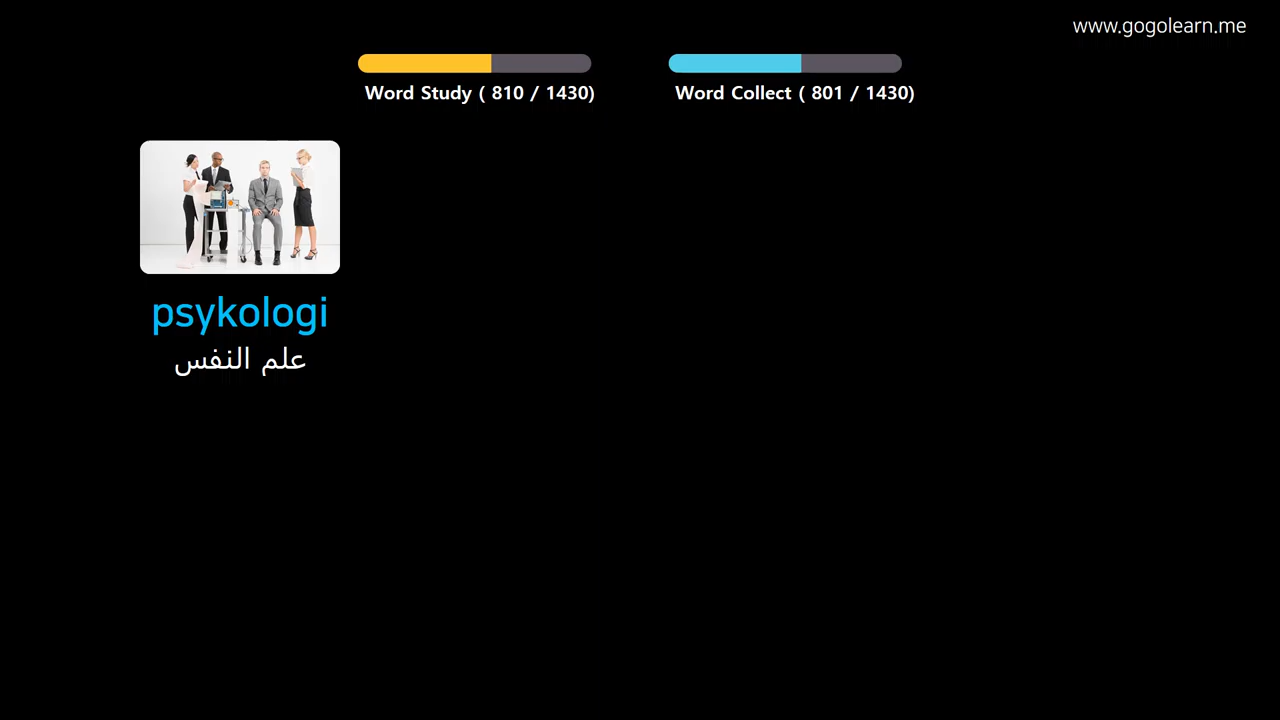 www.gogolearn.me
Word Study ( 810 / 1430)
Word Collect ( 801 / 1430)
psykologi
علم النفس